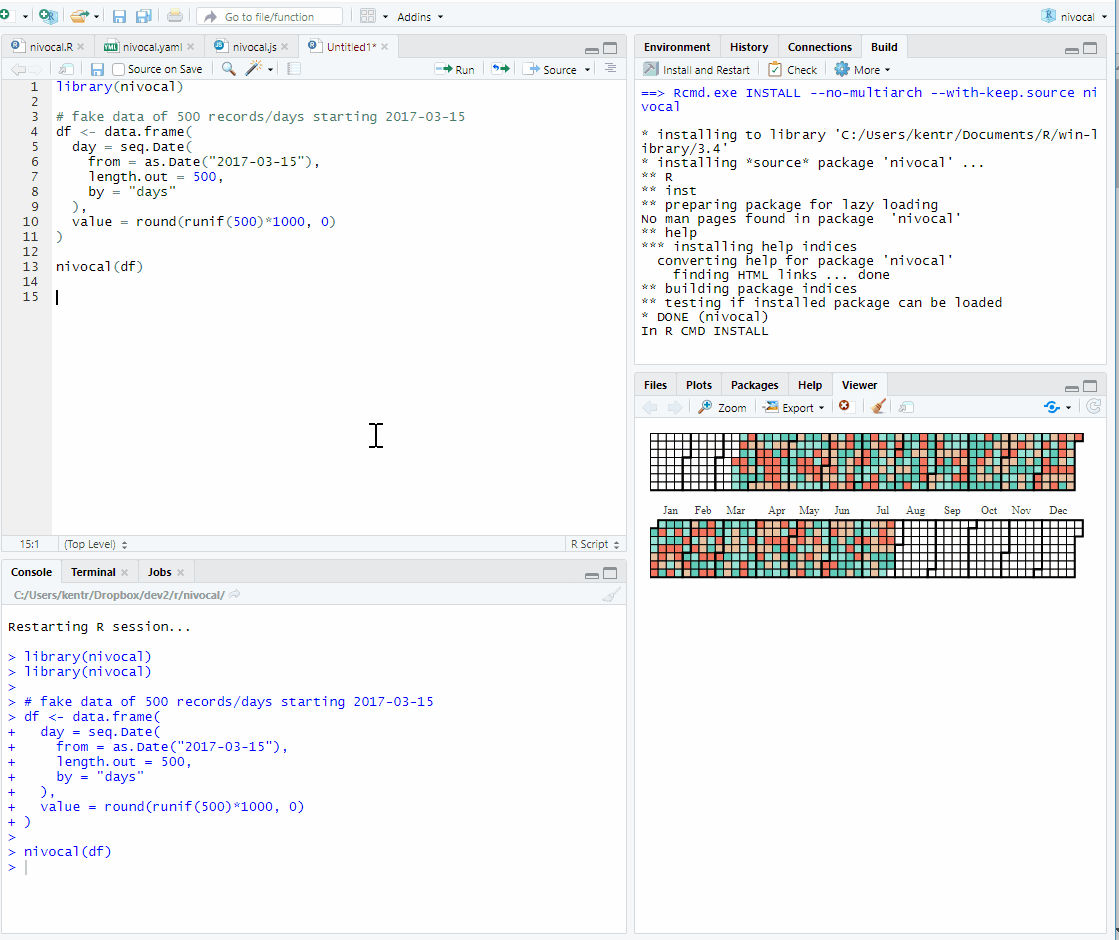 Go to file/function
Addins
nivocal
nivocal.R
nivocal.yaml
nivocal.js
Untitled1*
Source on Save
Run
Source
1 library(nivocal)
2
3 # fake data of 500 records/days starting 2017-03-15
4 df <- data.frame(
5 day = seq.Date(
6 from = as.Date("2017-03-15"),
7 length.out = 500,
8 by = "days"
9 ),
10 value = round(runif(500)*1000, 0)
11 )
12
13 nivocal(df)
14
15
15:1 (Top Level) R Script
Console Terminal Jobs
C:/Users/kentr/Dropbox/dev2/r/nivocal/
Restarting R session...
> library(nivocal)
> library(nivocal)
>
> # fake data of 500 records/days starting 2017-03-15
> df <- data.frame(
+ day = seq.Date(
+ from = as.Date("2017-03-15"),
+ length.out = 500,
+ by = "days"
+ ),
+ value = round(runif(500)*1000, 0)
+ )
>
> nivocal(df)
>
Environment History Connections Build
Install and Restart Check More
==> Rcmd.exe INSTALL --no-multiarch --with-keep.source ni
vocal
* installing to library 'C:/Users/kentr/Documents/R/win-l
ibrary/3.4'
* installing *source* package 'nivocal' ...
** R
** inst
** preparing package for lazy loading
No man pages found in package 'nivocal'
** help
*** installing help indices
converting help for package 'nivocal'
finding HTML links ... done
** building package indices
** testing if installed package can be loaded
* DONE (nivocal)
In R CMD INSTALL
Files Plots Packages Help Viewer
Zoom Export
Jan Feb Mar Apr May Jun Jul Aug Sep Oct Nov Dec